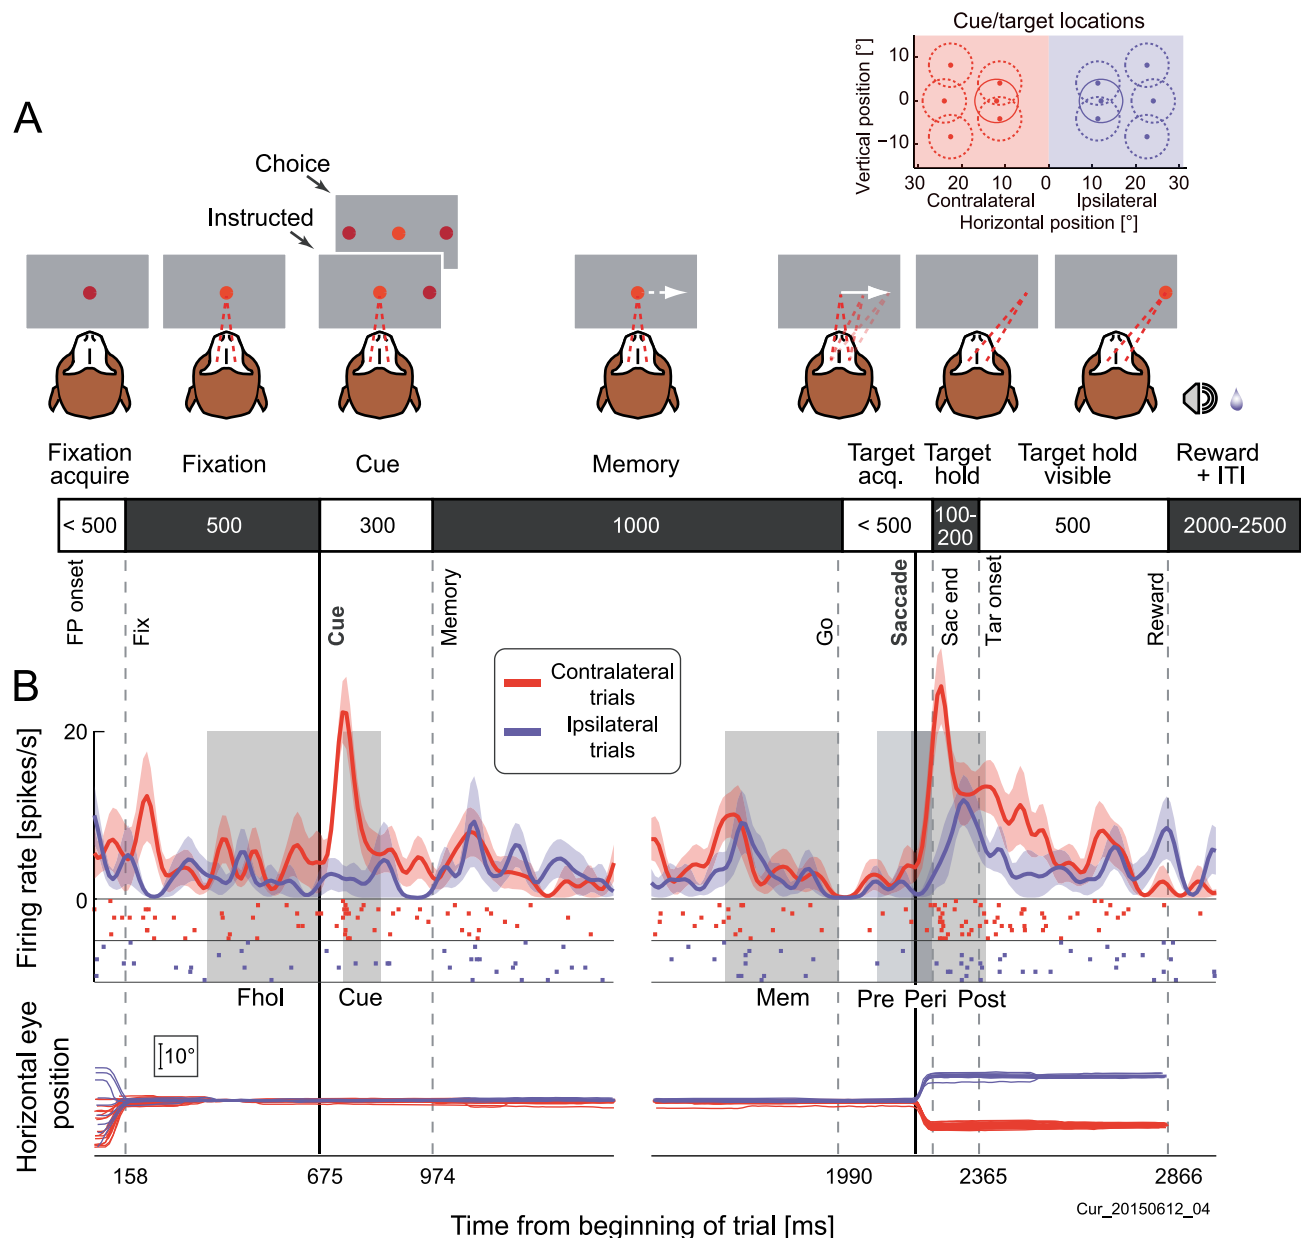 Cue/target locations
Vertical position [°]
10
0
−10
30
20
10
0
10
20
30
Contralateral
Ipsilateral
Horizontal position [°]
A
Choice
Instructed
Fixation
acquire
Fixation
Cue
Memory
Target
acq.
Target
hold
Target hold
visible
Reward
+ ITI
< 500
500
300
1000
< 500
100-
200
500
2000-2500
FP onset
Fix
Cue
Memory
Go
Saccade
Sac end
Tar onset
Reward
B
Contralateral
trials
Ipsilateral
trials
Firing rate [spikes/s]
20
0
Fhol
Cue
Mem
Pre
Peri
Post
Horizontal eye
position
10°
158
675
974
1990
2365
2866
Time from beginning of trial [ms]
Cur_20150612_04